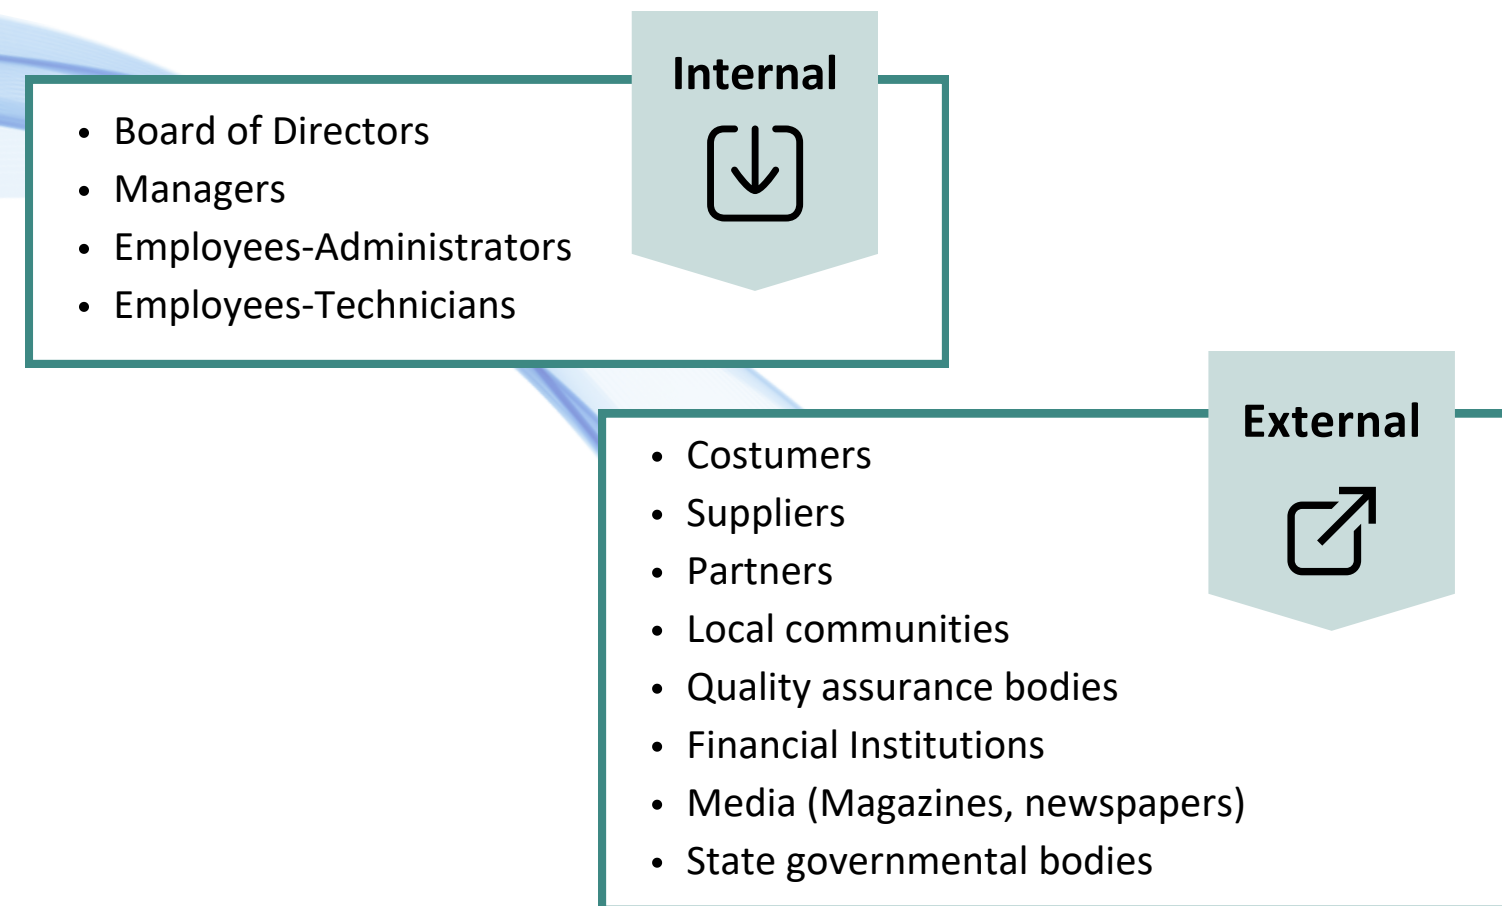 Internal
• Board of Directors
• Managers
• Employees-Administrators
• Employees-Technicians
External
• Costumers
• Suppliers
• Partners
• Local communities
• Quality assurance bodies
• Financial Institutions
• Media (Magazines, newspapers)
• State governmental bodies